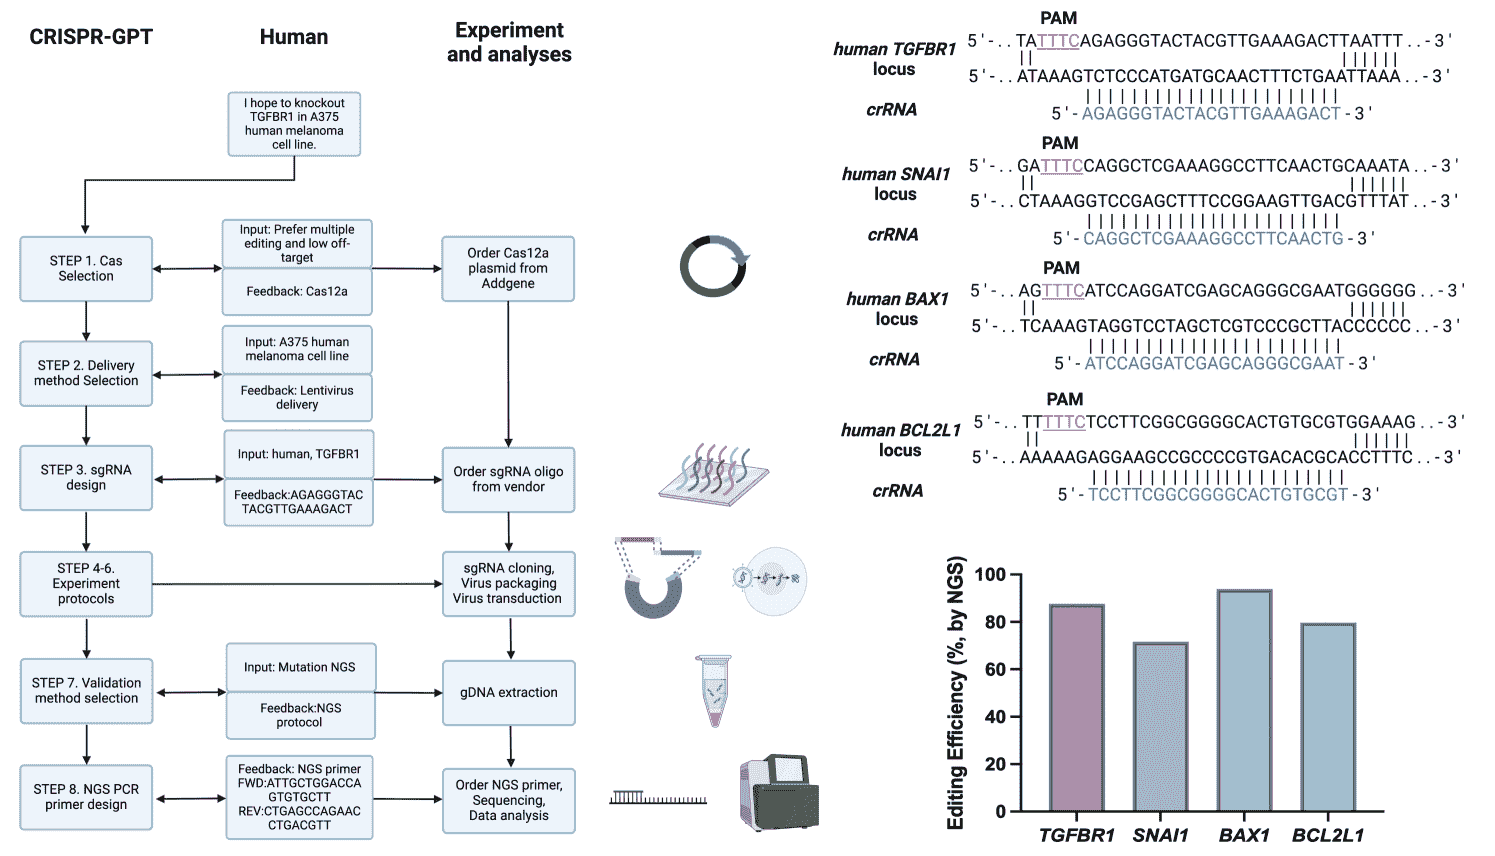 CRISPR-GPT
Human
Experiment
and analyses
I hope to knockout
TGFBR1 in A375
human melanoma
cell line.
STEP 1. Cas
Selection
Input: Prefer multiple
editing and low off-
target
Feedback: Cas12a
Order Cas12a
plasmid from
Addgene
STEP 2. Delivery
method Selection
Input: A375 human
melanoma cell line
Feedback: Lentivirus
delivery
STEP 3. sgRNA
design
Input: human, TGFBR1
Feedback:AGAGGGTAC
TACGTTGAAAGACT
Order sgRNA oligo
from vendor
STEP 4-6.
Experiment
protocols
sgRNA cloning,
Virus packaging
Virus transduction
STEP 7. Validation
method selection
Input: Mutation NGS
Feedback:NGS
protocol
gDNA extraction
STEP 8. NGS PCR
primer design
Feedback: NGS primer
FWD:ATTGCTGGACCA
GTGTGCTT
REV:CTGAGCCAGAAC
CTGACGTT
Order NGS primer,
Sequencing,
Data analysis
PAM
human TGFBR1
locus
5'-..TATTTCAGAGGGTACTACGTTGAAAGACTTAATTT..-3'
5'-..ATAAAGTCTCCCATGATGCAACTTTCTGAATTAAA..-3'
crRNA
5'-AGAGGGTACTACGTTGAAAGACT-3'
PAM
human SNAI1
locus
5'-..GATTTCCAGGCTCGAAAGGCCTTCAACTGCAAATA..-3'
5'-..CTAAAGGTCCGAGCTTTCCGGAAGTTGACGTTTAT..-3'
crRNA
5'-CAGGCTCGAAAGGCCTTCAACTG-3'
PAM
human BAX1
locus
5'-..AGTTTCATCCAGGATCGAGCAGGGCGAATGGGGGG..-3'
5'-..TCAAAGTAGGTCCTAGCTCGTCCCGCTTACCCCCC..-3'
crRNA
5'-ATCCAGGATCGAGCAGGGCGAAT-3'
PAM
human BCL2L1
locus
5'-..TTTTTCTCCTTCGGCGGGGCACTGTGCGTGGAAAG..-3'
5'-..AAAAAGAGGAAGCCGCCCCGTGACACGCACCTTTC..-3'
crRNA
5'-TCCTTCGGCGGGGCACTGTGCGT-3'
Editing Efficiency (%, by NGS)
100
80
60
40
20
0
TGFBR1
SNAI1
BAX1
BCL2L1